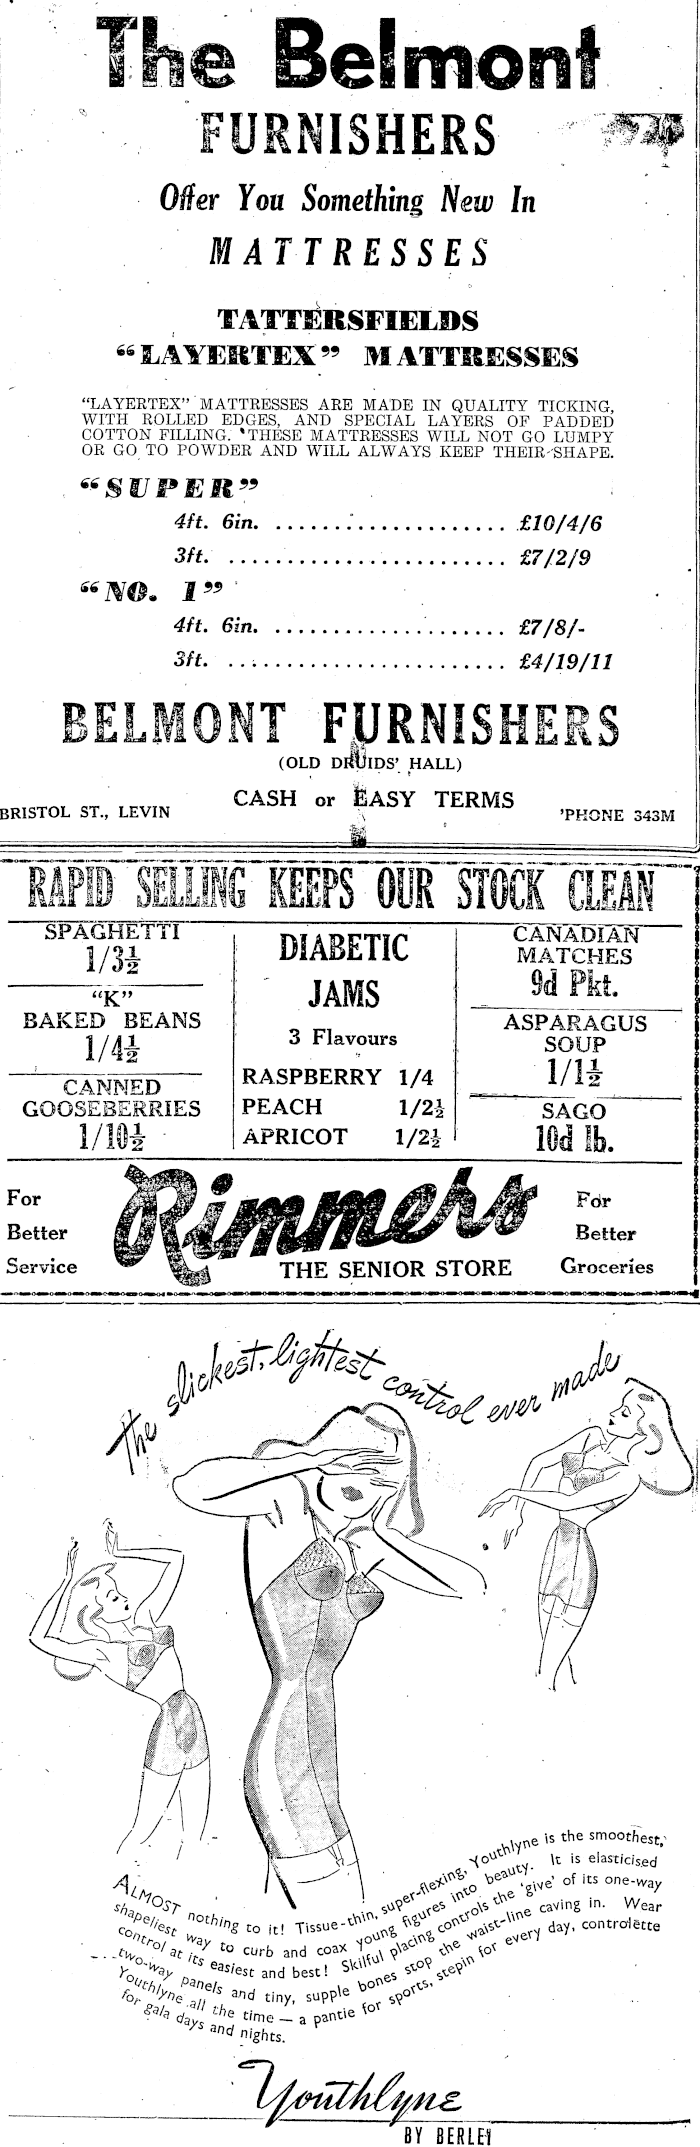 The Belmont
FURNISHERS
Offer You Something New In
MATTRESSES
TATTERSFIELDS
“LAYERTEX” MATTRESSES
“LAYERTEX” MATTRESSES ARE MADE IN QUALITY TICKING,
WITH ROLLED EDGES, AND SPECIAL LAYERS OF PADDED
COTTON FILLING. THESE MATTRESSES WILL NOT GO LUMPY
OR GO TO POWDER AND WILL ALWAYS KEEP THEIR SHAPE.
“SUPER”
4ft. 6in. ...................... £10/4/6
3ft. .......................... £7/2/9
“NO. 1”
4ft. 6in. ...................... £7/8/-
3ft. .......................... £4/19/11
BELMONT FURNISHERS
(OLD DRUIDS' HALL)
CASH or EASY TERMS
BRISTOL ST., LEVIN
'PHONE 343M
RAPID SELLING KEEPS OUR STOCK CLEAN
SPAGHETTI
1/3½
“K”
BAKED BEANS
1/4½
CANNED
GOOSEBERRIES
1/10½
DIABETIC
JAMS
3 Flavours
RASPBERRY 1/4
PEACH 1/2½
APRICOT 1/2½
CANADIAN
MATCHES
9d Pkt.
ASPARAGUS
SOUP
1/1½
SAGO
10d lb.
For
Better
Service
Rimmers
THE SENIOR STORE
For
Better
Groceries
The slickest, lightest control ever made
ALMOST nothing to it! Tissue-thin, super-flexing, Youthlyne is the smoothest,
shapeliest way to curb and coax young figures into beauty. It is elasticised
control at its easiest and best! Skilful placing controls the 'give' of its one-way
two-way panels and tiny, supple bones stop the waist-line caving in. Wear
Youthlyne all the time — a pantie for sports, stepin for every day, controlette
for gala days and nights.
Youthlyne
BY BERLEI